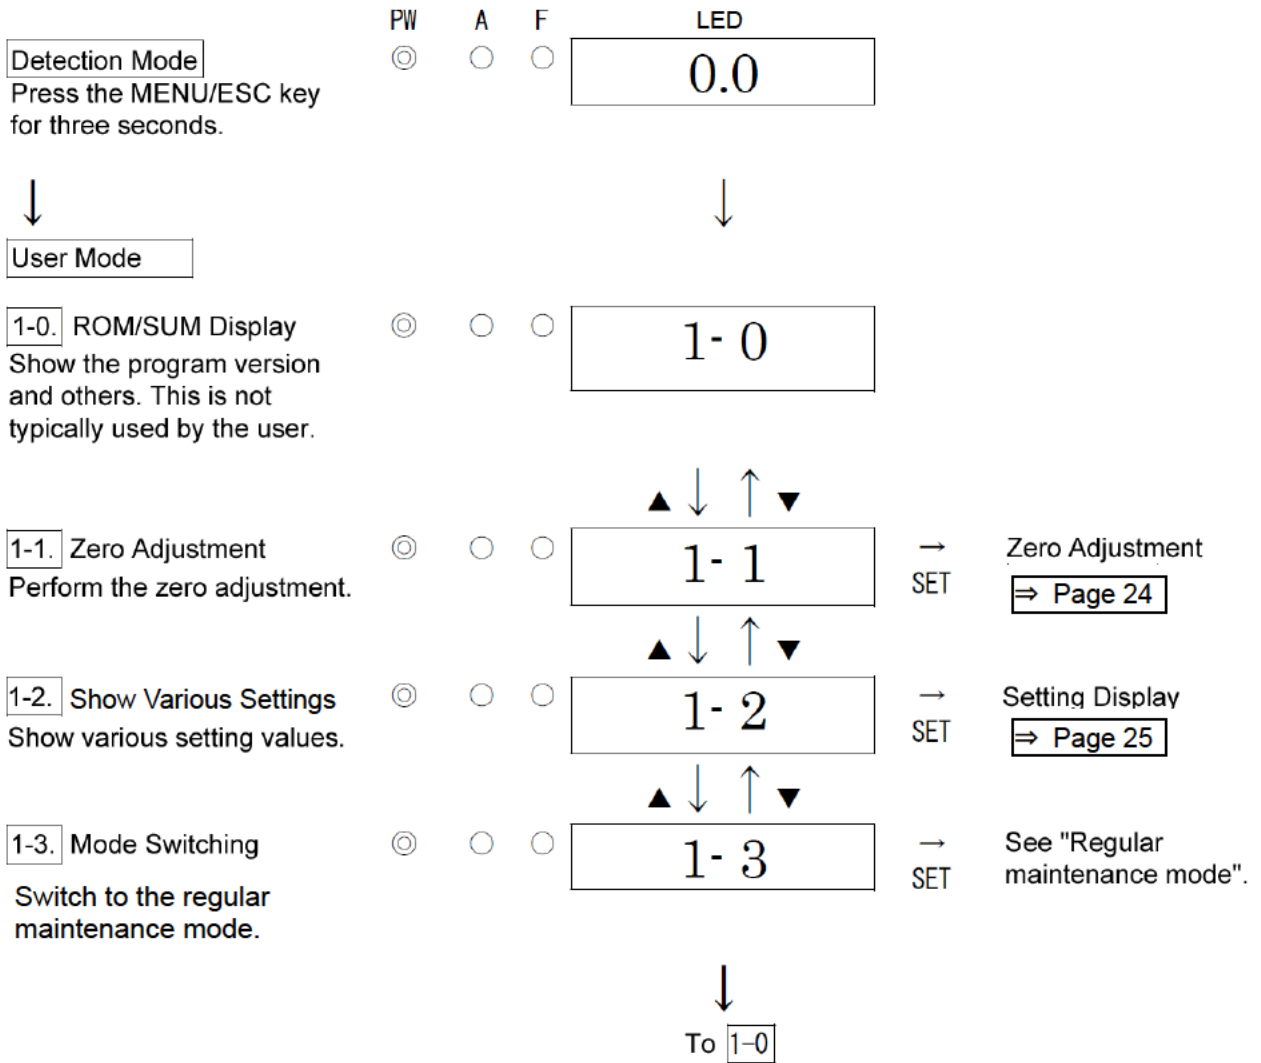 PW A F LED
Detection Mode ◎ ○ ○ 0.0
Press the MENU/ESC key
for three seconds.
↓ ↓
User Mode
1-0. ROM/SUM Display ◎ ○ ○ 1- 0
Show the program version
and others. This is not
typically used by the user.
▲ ↓ ↑ ▼
1-1. Zero Adjustment ◎ ○ ○ 1- 1 → Zero Adjustment
Perform the zero adjustment. SET ⇒ Page 24
▲ ↓ ↑ ▼
1-2. Show Various Settings ◎ ○ ○ 1- 2 → Setting Display
Show various setting values. SET ⇒ Page 25
▲ ↓ ↑ ▼
1-3. Mode Switching ◎ ○ ○ 1- 3 → See "Regular
SET maintenance mode".
Switch to the regular
maintenance mode.
↓
To 1-0